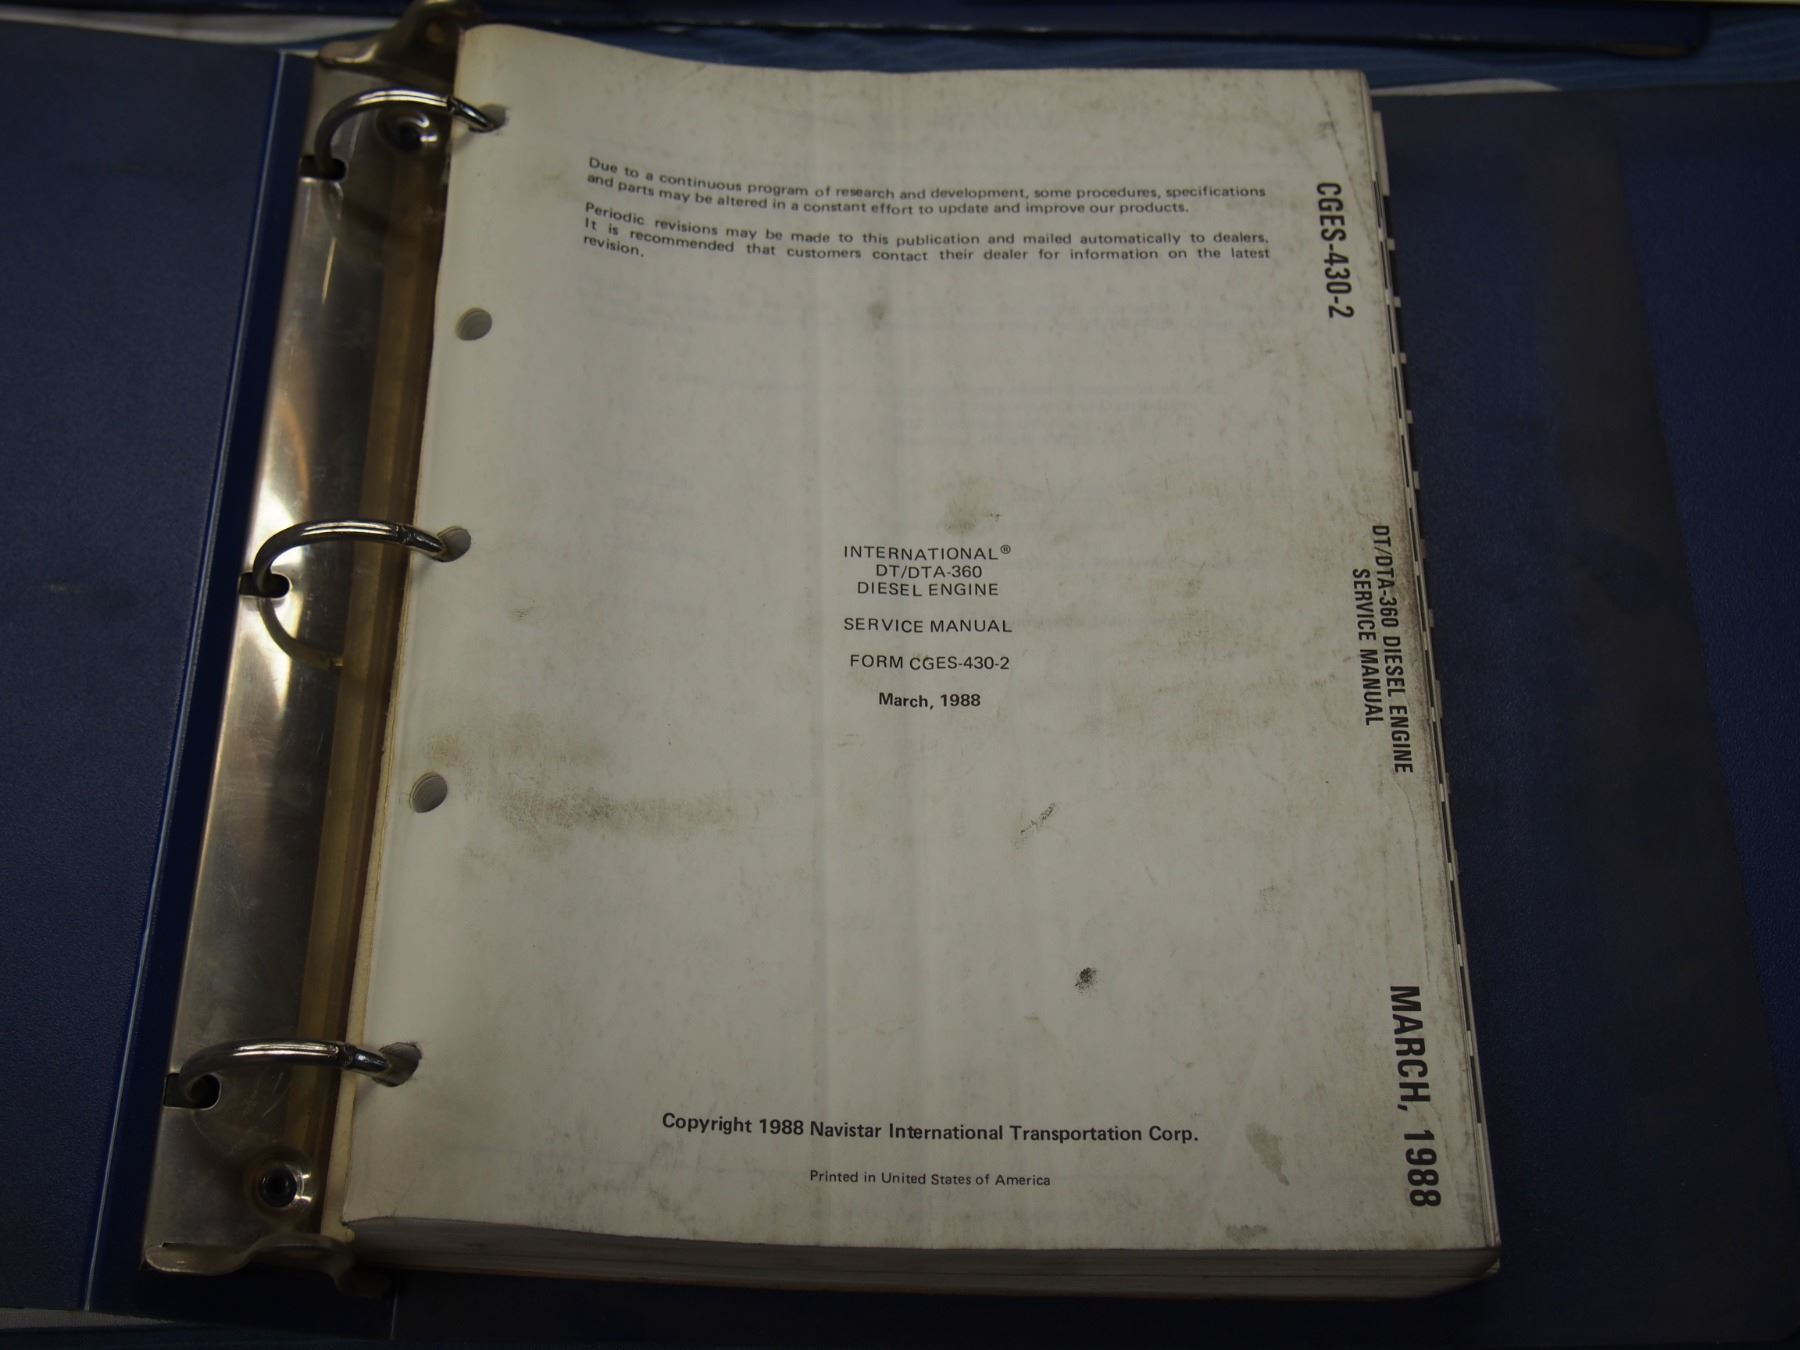 Due to a continuous program of research and development, some procedures, specifications
and parts may be altered in a constant effort to update and improve our products.
Periodic revisions may be made to this publication and mailed automatically to dealers.
It is recommended that customers contact their dealer for information on the latest
revision.
INTERNATIONAL®
DT/DTA-360
DIESEL ENGINE
SERVICE MANUAL
FORM CGES-430-2
March, 1988
Copyright 1988 Navistar International Transportation Corp.
Printed in United States of America
CGES-430-2
DT/DTA-360 DIESEL ENGINE
SERVICE MANUAL
MARCH, 1988